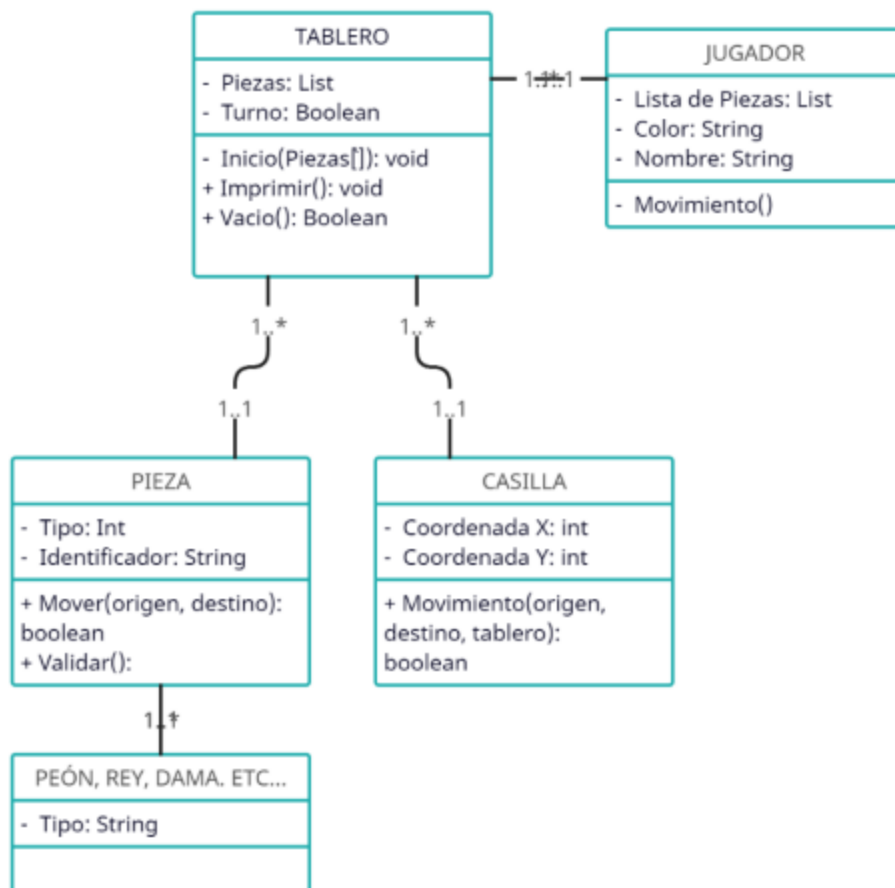 TABLERO
- Piezas: List
- Turno: Boolean
- Inicio(Piezas[]): void
+ Imprimir(): void
+ Vacio(): Boolean
JUGADOR
- Lista de Piezas: List
- Color: String
- Nombre: String
- Movimiento()
1..*
1..*
1..1
1..1
PIEZA
- Tipo: Int
- Identificador: String
+ Mover(origen, destino):
boolean
+ Validar():
CASILLA
- Coordenada X: int
- Coordenada Y: int
+ Movimiento(origen,
destino, tablero):
boolean
PEÓN, REY, DAMA. ETC...
- Tipo: String